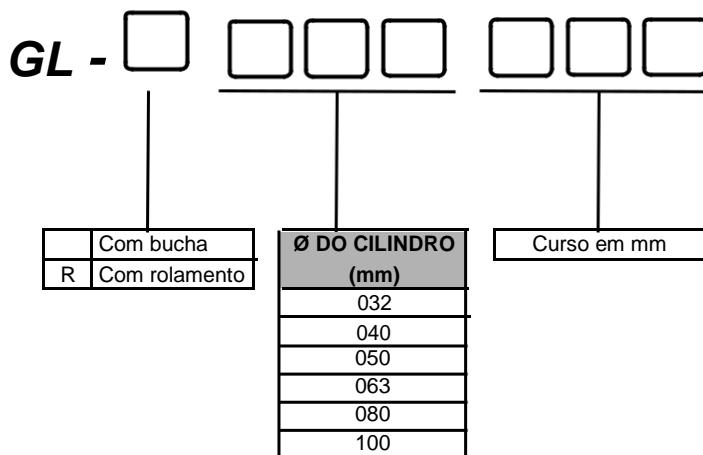 GL -
Com bucha
R Com rolamento
Ø DO CILINDRO
(mm)
032
040
050
063
080
100
Curso em mm